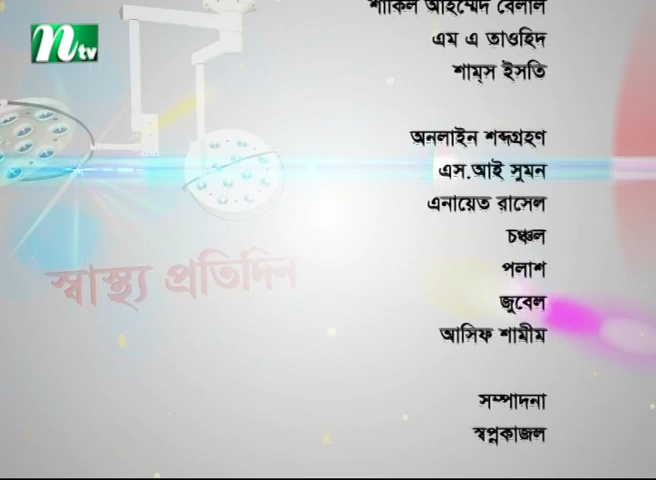 ntv
শাকিল আহম্মেদ বেলাল
এম এ তাওহিদ
শাম্‌স ইসতি
অনলাইন শব্দগ্রহণ
এস.আই সুমন
এনায়েত রাসেল
চঞ্চল
পলাশ
জুবেল
আসিফ শামীম
স্বাস্থ্য প্রতিদিন
সম্পাদনা
স্বপ্নকাজল